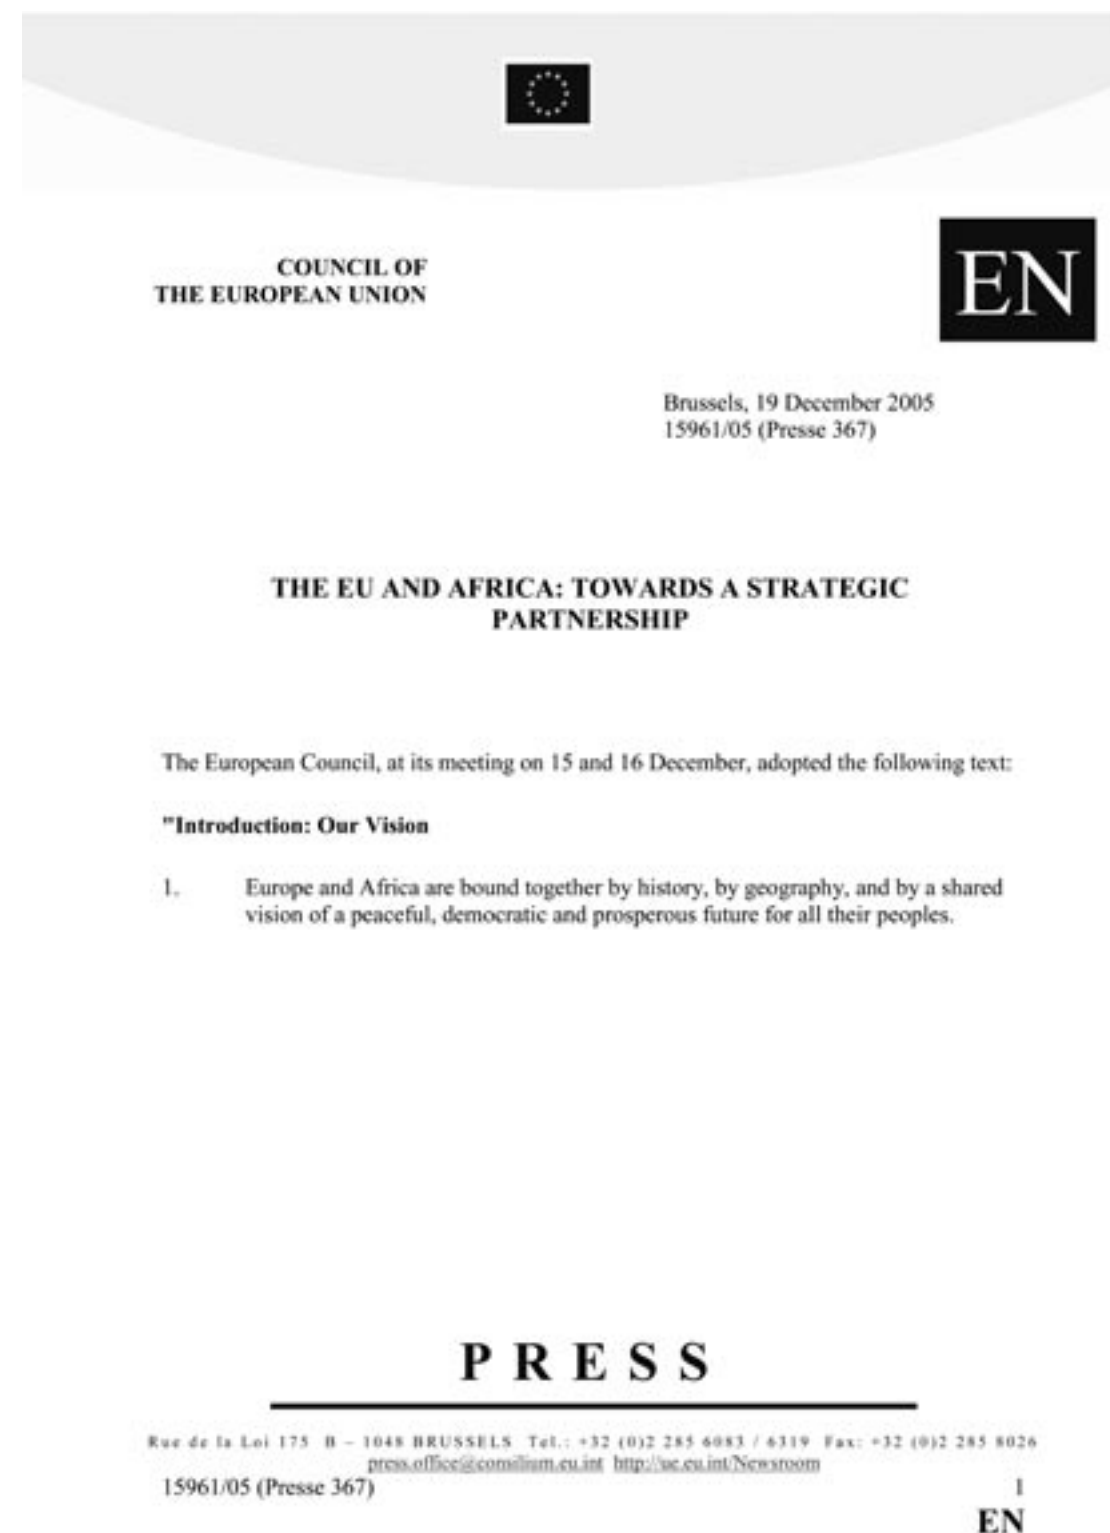 COUNCIL OF
THE EUROPEAN UNION
EN
Brussels, 19 December 2005
15961/05 (Presse 367)
THE EU AND AFRICA: TOWARDS A STRATEGIC
PARTNERSHIP
The European Council, at its meeting on 15 and 16 December, adopted the following text:
"Introduction: Our Vision
1. Europe and Africa are bound together by history, by geography, and by a shared
vision of a peaceful, democratic and prosperous future for all their peoples.
P R E S S
Rue de la Loi 175 B – 1048 BRUSSELS Tel.: +32 (0)2 285 6083 / 6319 Fax: +32 (0)2 285 8026
press.office@consilium.eu.int http://ue.eu.int/Newsroom
15961/05 (Presse 367) 1
EN